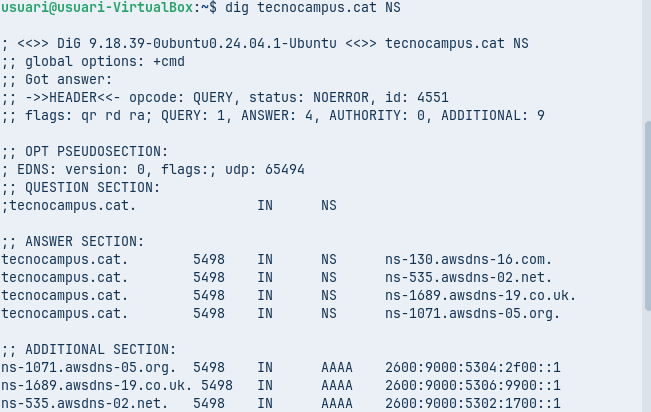 usuari@usuari-VirtualBox:~$ dig tecnocampus.cat NS
; <<>> DiG 9.18.39-0ubuntu0.24.04.1-Ubuntu <<>> tecnocampus.cat NS
;; global options: +cmd
;; Got answer:
;; ->>HEADER<<- opcode: QUERY, status: NOERROR, id: 4551
;; flags: qr rd ra; QUERY: 1, ANSWER: 4, AUTHORITY: 0, ADDITIONAL: 9
;; OPT PSEUDOSECTION:
; EDNS: version: 0, flags:; udp: 65494
;; QUESTION SECTION:
;tecnocampus.cat. IN NS
;; ANSWER SECTION:
tecnocampus.cat. 5498 IN NS ns-130.awsdns-16.com.
tecnocampus.cat. 5498 IN NS ns-535.awsdns-02.net.
tecnocampus.cat. 5498 IN NS ns-1689.awsdns-19.co.uk.
tecnocampus.cat. 5498 IN NS ns-1071.awsdns-05.org.
;; ADDITIONAL SECTION:
ns-1071.awsdns-05.org. 5498 IN AAAA 2600:9000:5304:2f00::1
ns-1689.awsdns-19.co.uk. 5498 IN AAAA 2600:9000:5306:9900::1
ns-535.awsdns-02.net. 5498 IN AAAA 2600:9000:5302:1700::1